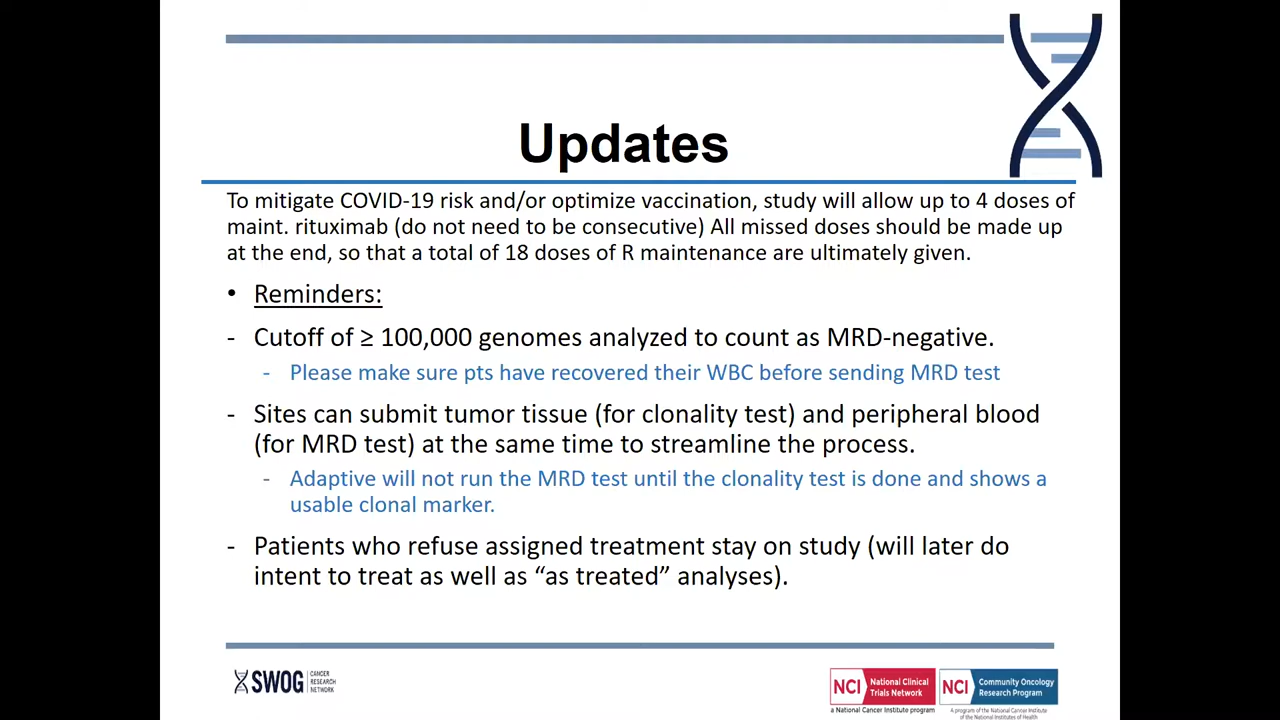 Updates
To mitigate COVID-19 risk and/or optimize vaccination, study will allow up to 4 doses of
maint. rituximab (do not need to be consecutive) All missed doses should be made up
at the end, so that a total of 18 doses of R maintenance are ultimately given.
• Reminders:
- Cutoff of ≥ 100,000 genomes analyzed to count as MRD-negative.
- Please make sure pts have recovered their WBC before sending MRD test
- Sites can submit tumor tissue (for clonality test) and peripheral blood
(for MRD test) at the same time to streamline the process.
- Adaptive will not run the MRD test until the clonality test is done and shows a
usable clonal marker.
- Patients who refuse assigned treatment stay on study (will later do
intent to treat as well as “as treated” analyses).
SWOG
CANCER
RESEARCH
NETWORK
NCI
National Clinical
Trials Network
a National Cancer Institute program
NCI
Community Oncology
Research Program
A program of the National Cancer Institute
of the National Institutes of Health